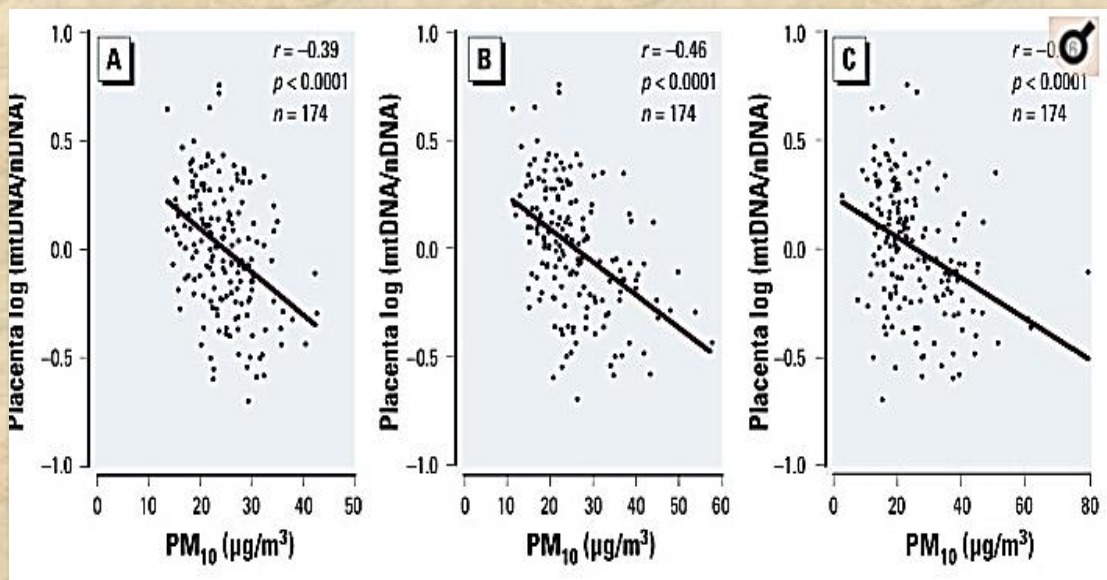 A
r = –0.39
p < 0.0001
n = 174
B
r = –0.46
p < 0.0001
n = 174
C
p < 0.0001
n = 174
Placenta log (mtDNA/nDNA)
1.0
0.5
0.0
–0.5
–1.0
0 10 20 30 40 50
PM10 (μg/m³)
Placenta log (mtDNA/nDNA)
1.0
0.5
0.0
–0.5
–1.0
0 10 20 30 40 50 60
PM10 (μg/m³)
Placenta log (mtDNA/nDNA)
1.0
0.5
0.0
–0.5
–1.0
0 20 40 60 80
PM10 (μg/m³)